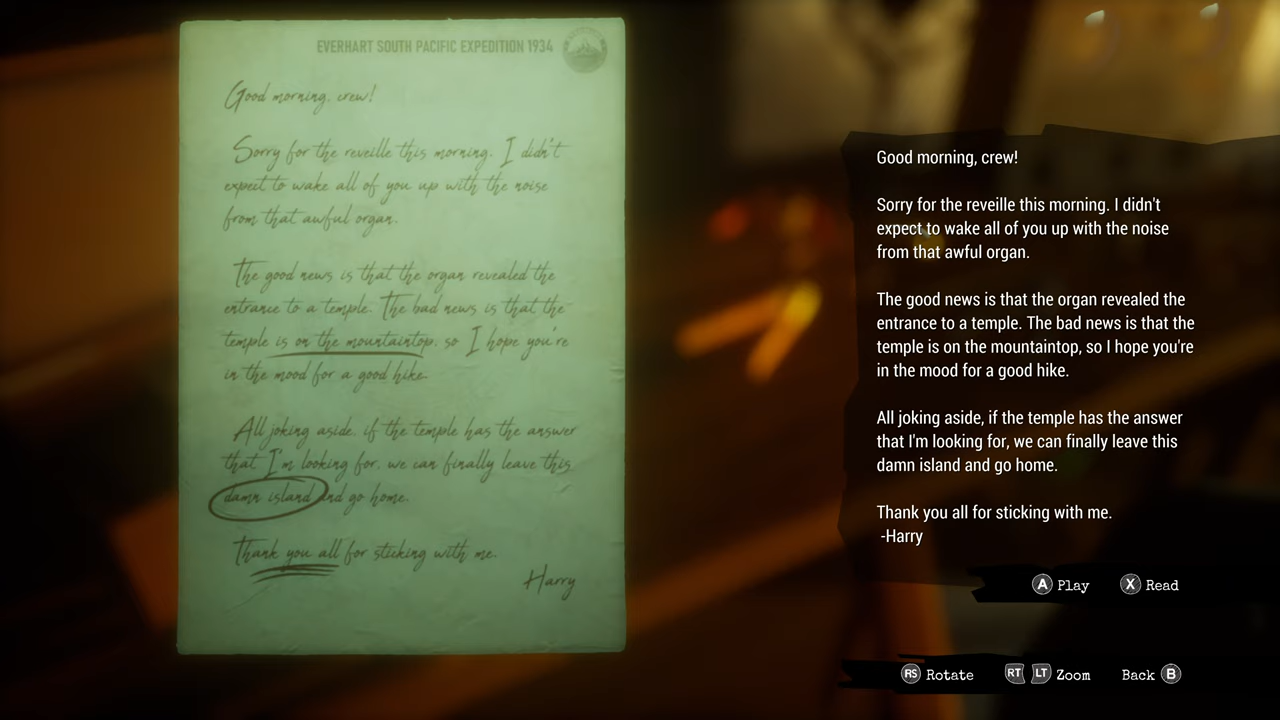 EVERHART SOUTH PACIFIC EXPEDITION 1934
Good morning, crew!
Sorry for the reveille this morning. I didn't
expect to wake all of you up with the noise
from that awful organ.
The good news is that the organ revealed the
entrance to a temple. The bad news is that the
temple is on the mountaintop, so I hope you're
in the mood for a good hike.
All joking aside, if the temple has the answer
that I'm looking for, we can finally leave this
damn island and go home.
Thank you all for sticking with me.
Harry
Good morning, crew!
Sorry for the reveille this morning. I didn't
expect to wake all of you up with the noise
from that awful organ.
The good news is that the organ revealed the
entrance to a temple. The bad news is that the
temple is on the mountaintop, so I hope you're
in the mood for a good hike.
All joking aside, if the temple has the answer
that I'm looking for, we can finally leave this
damn island and go home.
Thank you all for sticking with me.
-Harry
A Play X Read
RS Rotate RT LT Zoom Back B